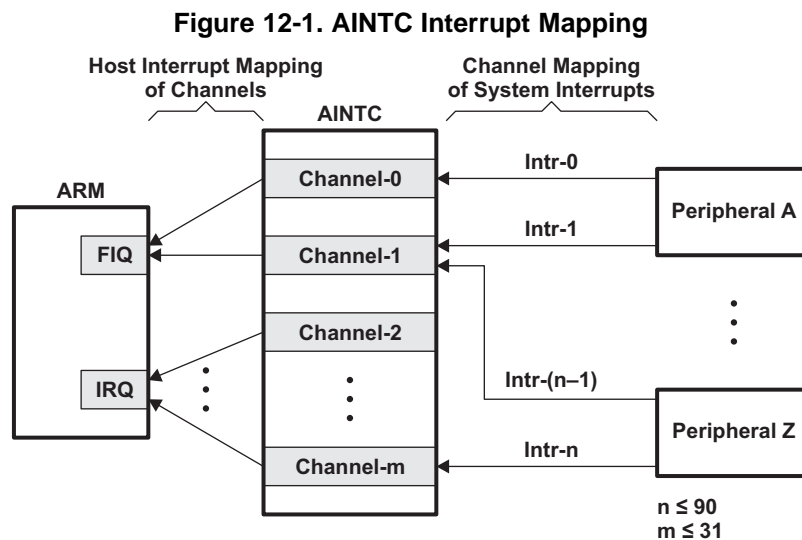 Figure 12-1. AINTC Interrupt Mapping
Host Interrupt Mapping
of Channels
Channel Mapping
of System Interrupts
AINTC
ARM
FIQ
IRQ
Channel-0
Channel-1
Channel-2
Channel-m
Intr-0
Intr-1
Intr-(n–1)
Intr-n
Peripheral A
Peripheral Z
n ≤ 90
m ≤ 31